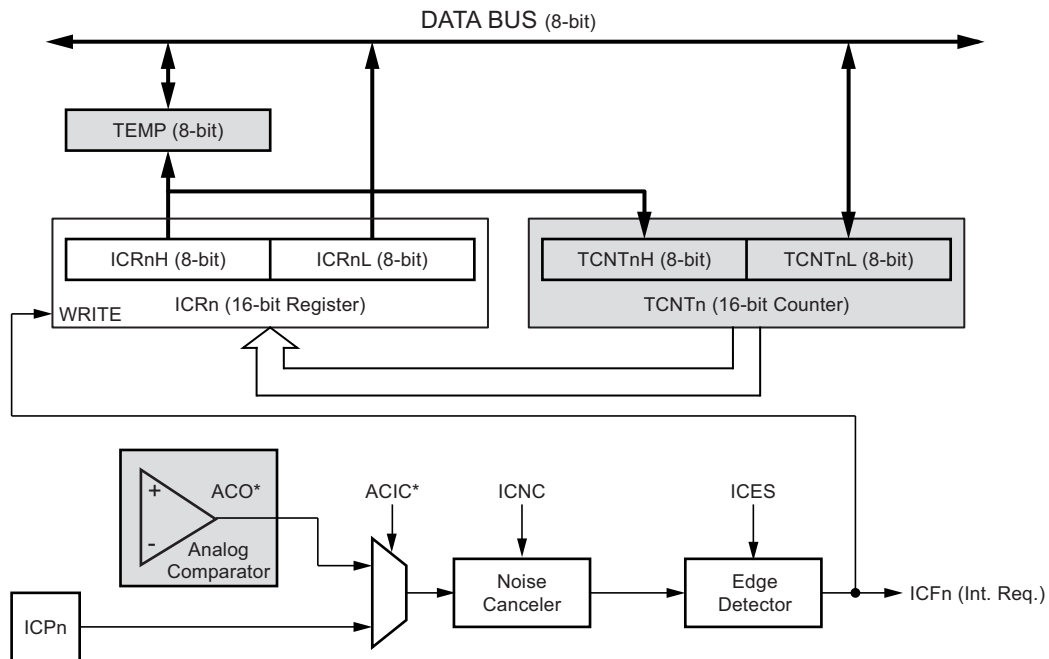 DATA BUS (8-bit)
TEMP (8-bit)
ICRnH (8-bit)
ICRnL (8-bit)
TCNTnH (8-bit)
TCNTnL (8-bit)
WRITE
ICRn (16-bit Register)
TCNTn (16-bit Counter)
+
-
ACO*
Analog
Comparator
ACIC*
ICNC
ICES
Noise
Canceler
Edge
Detector
ICFn (Int. Req.)
ICPn